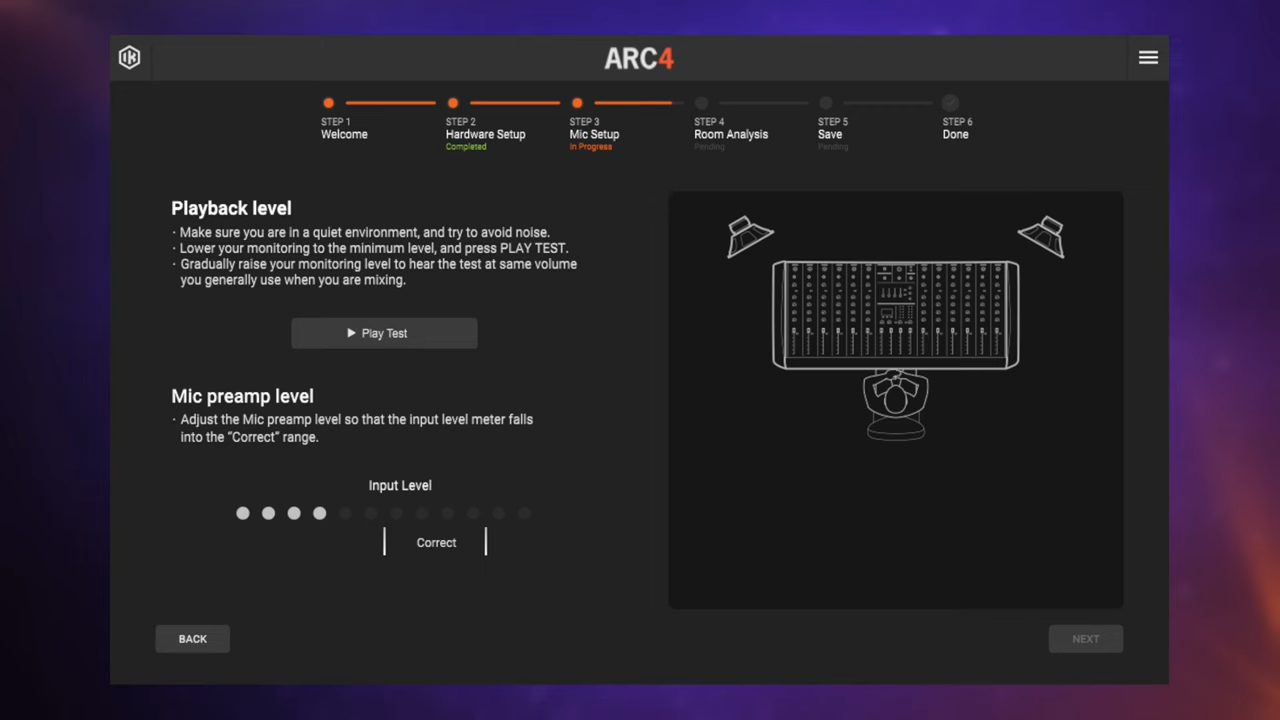 IK
ARC4
STEP 1
Welcome
STEP 2
Hardware Setup
Completed
STEP 3
Mic Setup
In Progress
STEP 4
Room Analysis
Pending
STEP 5
Save
Pending
STEP 6
Done
Playback level
· Make sure you are in a quiet environment, and try to avoid noise.
· Lower your monitoring to the minimum level, and press PLAY TEST.
· Gradually raise your monitoring level to hear the test at same volume
you generally use when you are mixing.
Play Test
Mic preamp level
· Adjust the Mic preamp level so that the input level meter falls
into the “Correct” range.
Input Level
Correct
BACK
NEXT